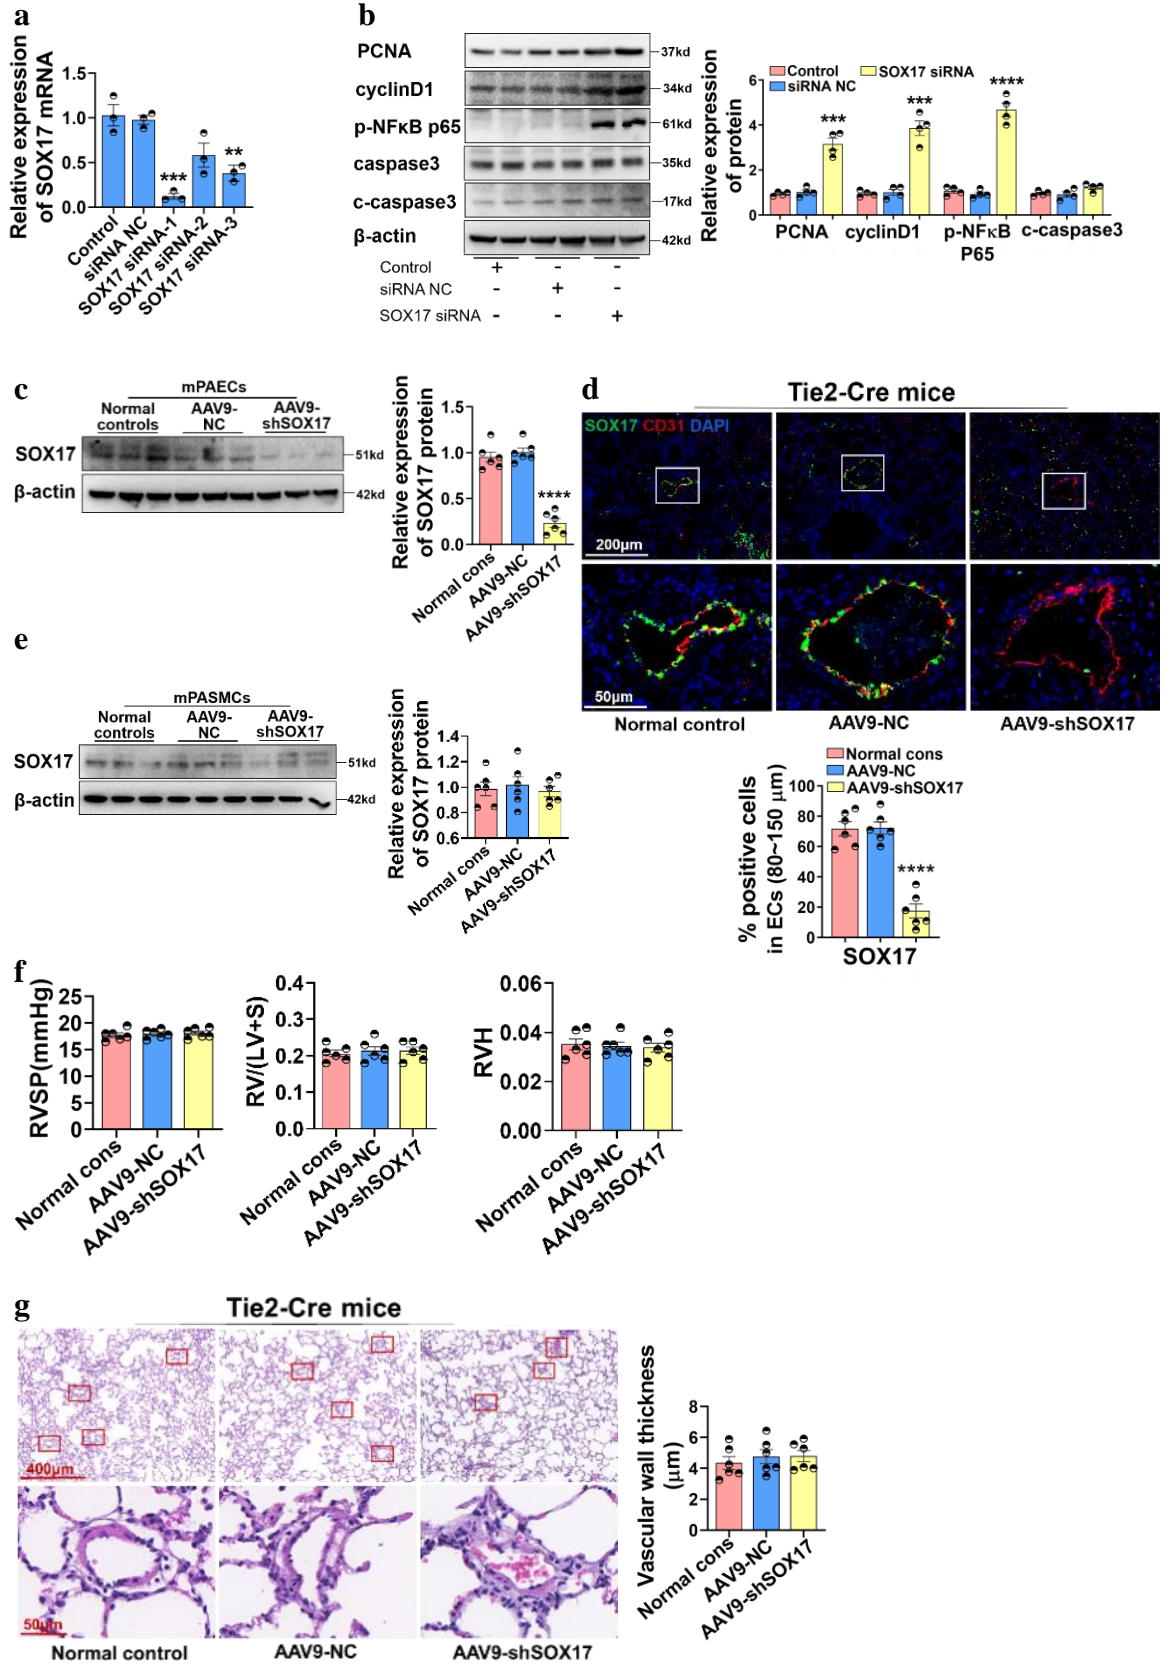 a
Relative expression
of SOX17 mRNA
1.5
1.0
0.5
0.0
***
**
Control
siRNA NC
SOX17 siRNA-1
SOX17 siRNA-2
SOX17 siRNA-3
b
PCNA
37kd
cyclinD1
34kd
p-NFκB p65
61kd
caspase3
35kd
c-caspase3
17kd
β-actin
42kd
Control + - -
siRNA NC - + -
SOX17 siRNA - - +
Relative expression
of protein
6
4
2
0
Control
siRNA NC
SOX17 siRNA
***
***
****
PCNA
cyclinD1
p-NFκB
P65
c-caspase3
c
mPAECs
Normal
controls
AAV9-
NC
AAV9-
shSOX17
SOX17
51kd
β-actin
42kd
Relative expression
of SOX17 protein
1.5
1.0
0.5
0.0
****
Normal cons
AAV9-NC
AAV9-shSOX17
d
Tie2-Cre mice
SOX17 CD31 DAPI
200μm
50μm
Normal control
AAV9-NC
AAV9-shSOX17
Normal cons
AAV9-NC
AAV9-shSOX17
% positive cells
in ECs (80~150 μm)
100
80
60
40
20
0
****
SOX17
e
mPASMCs
Normal
controls
AAV9-
NC
AAV9-
shSOX17
SOX17
51kd
β-actin
42kd
Relative expression
of SOX17 protein
1.4
1.2
1.0
0.8
0.6
Normal cons
AAV9-NC
AAV9-shSOX17
f
RVSP(mmHg)
25
20
15
10
5
0
Normal cons
AAV9-NC
AAV9-shSOX17
RV/(LV+S)
0.4
0.3
0.2
0.1
0.0
Normal cons
AAV9-NC
AAV9-shSOX17
RVH
0.06
0.04
0.02
0.00
Normal cons
AAV9-NC
AAV9-shSOX17
g
Tie2-Cre mice
400μm
50μm
Normal control
AAV9-NC
AAV9-shSOX17
Vascular wall thickness
(μm)
8
6
4
2
0
Normal cons
AAV9-NC
AAV9-shSOX17